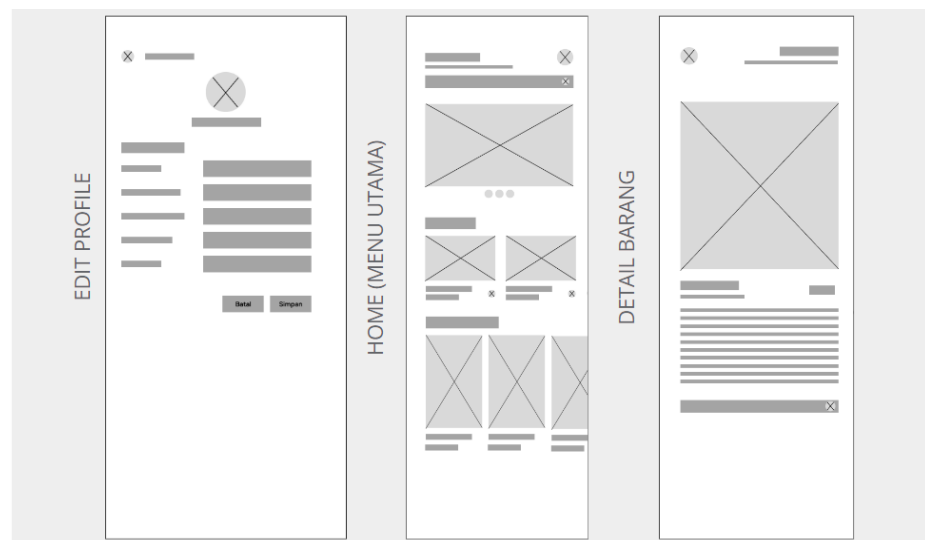 EDIT PROFILE
Batal
Simpan
HOME (MENU UTAMA)
DETAIL BARANG